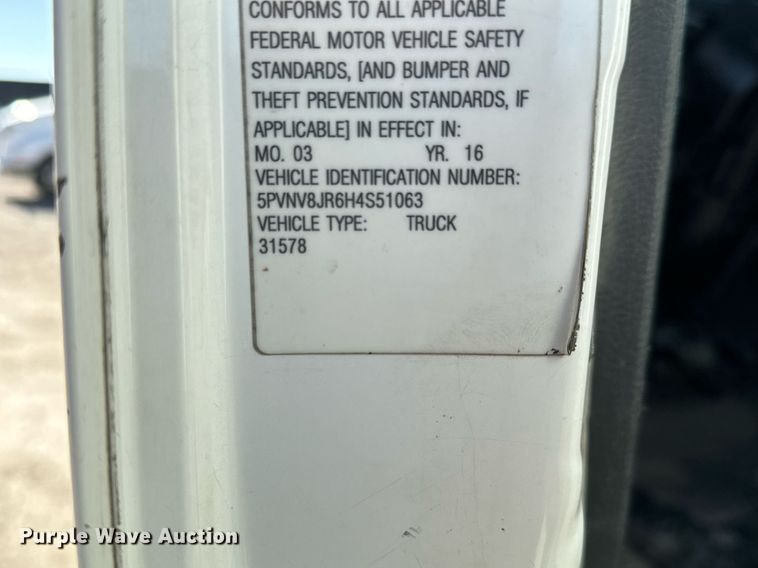 CONFORMS TO ALL APPLICABLE
FEDERAL MOTOR VEHICLE SAFETY
STANDARDS, [AND BUMPER AND
THEFT PREVENTION STANDARDS, IF
APPLICABLE] IN EFFECT IN:
MO. 03 YR. 16
VEHICLE IDENTIFICATION NUMBER:
5PVNV8JR6H4S51063
VEHICLE TYPE: TRUCK
31578
Purple Wave Auction